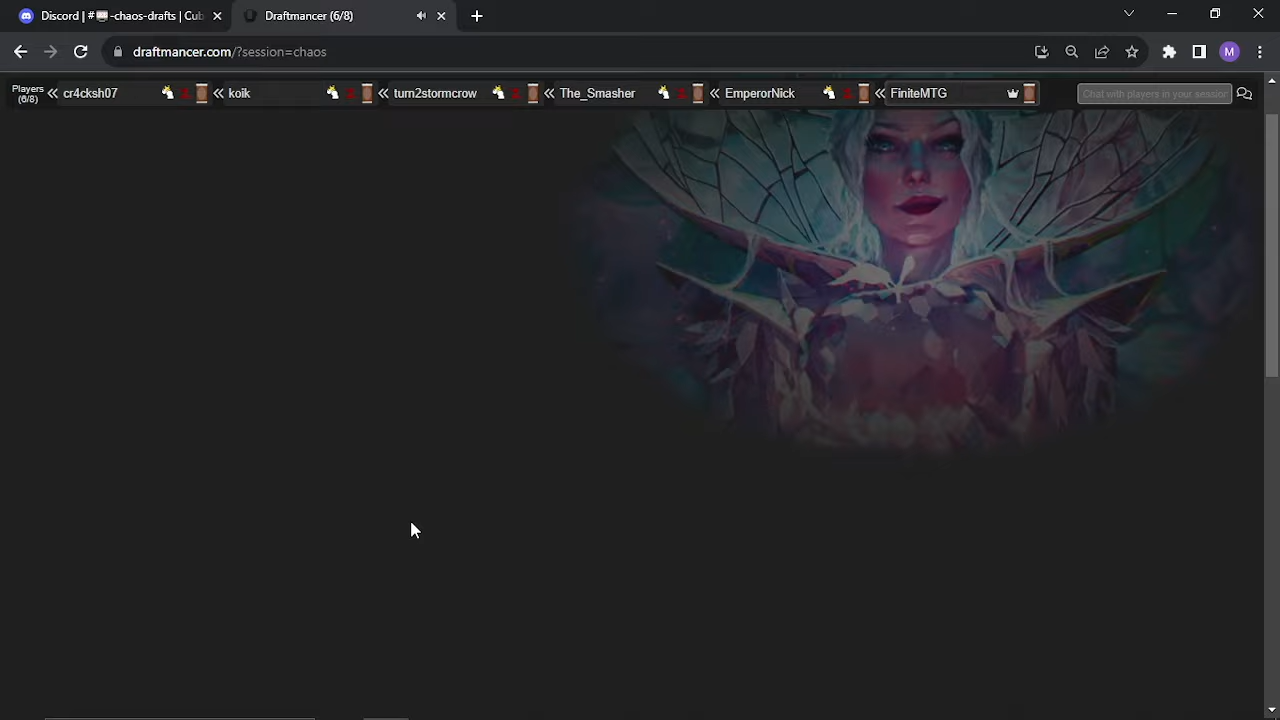 Discord | # -chaos-drafts | Cub
Draftmancer (6/8)
draftmancer.com/?session=chaos
M
Players
(6/8)
cr4cksh07
koik
turn2stormcrow
The_Smasher
EmperorNick
FiniteMTG
Chat with players in your session